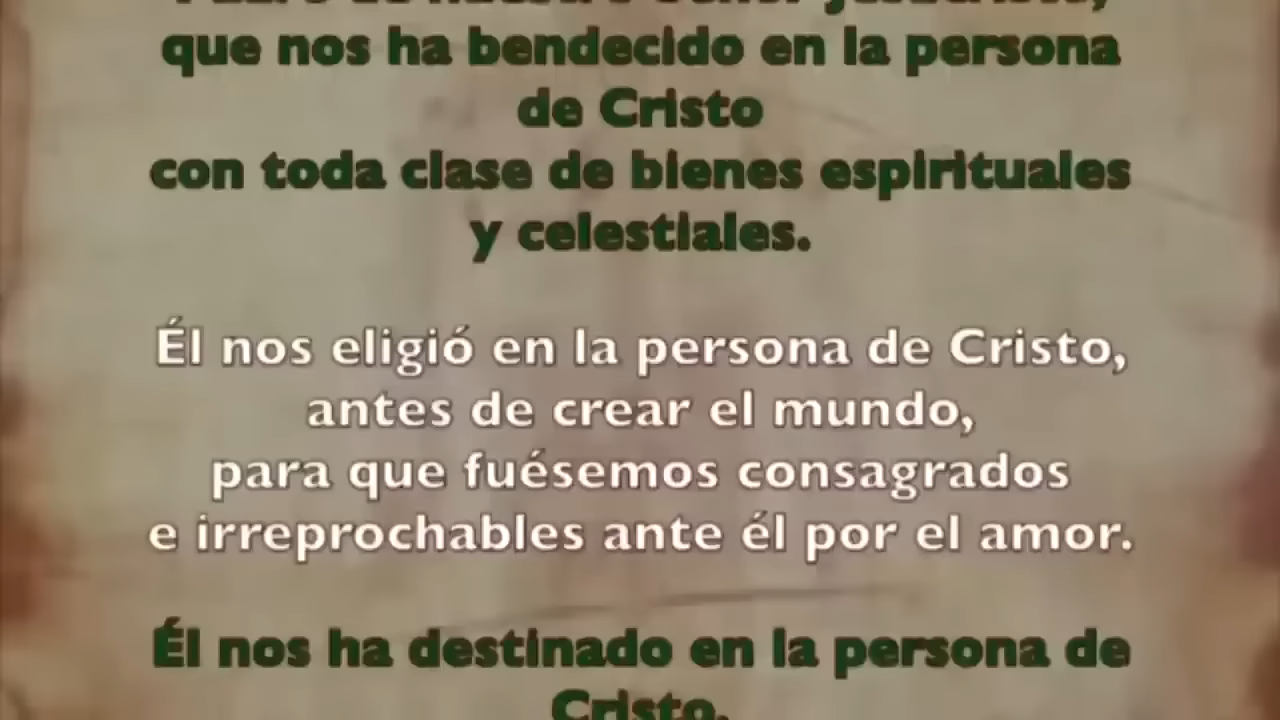 que nos ha bendecido en la persona
de Cristo
con toda clase de bienes espirituales
y celestiales.
Él nos eligió en la persona de Cristo,
antes de crear el mundo,
para que fuésemos consagrados
e irreprochables ante él por el amor.
Él nos ha destinado en la persona de
Cristo,